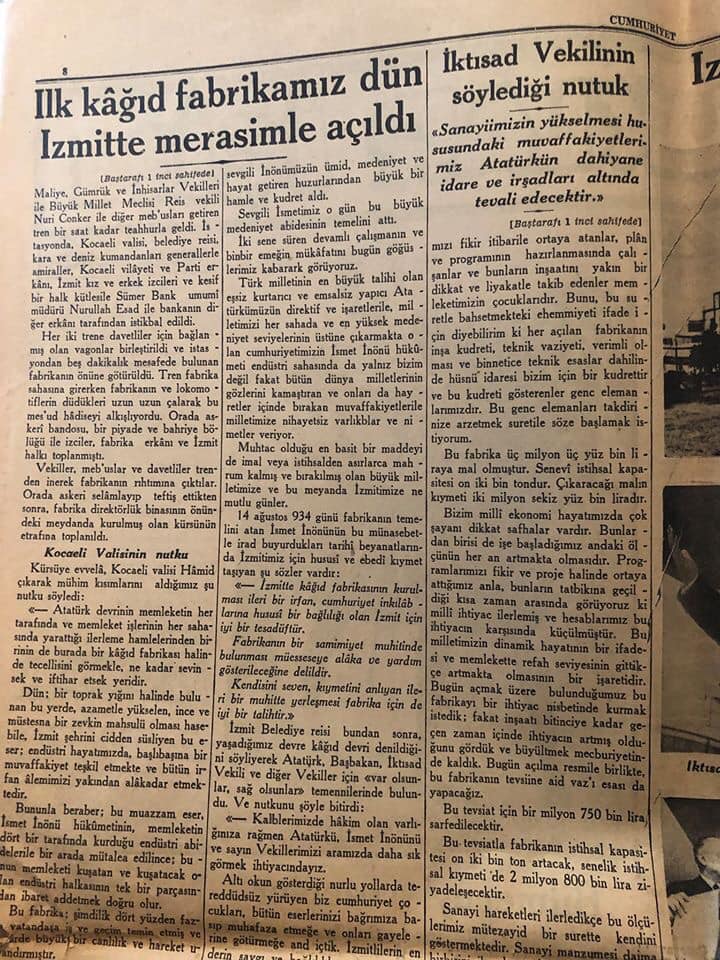 8
CUMHURİYET
Ilk kâğıd fabrikamız dün
Izmitte merasimle açıldı
[Baştarafı 1 inci sahifede]
Maliye, Gümrük ve İnhisarlar Vekilleri
ile Büyük Millet Meclisi Reis vekili
Nuri Conker ile diğer meb'usları getiren
tren bir saat kadar teahhurla geldi. İs -
tasyonda, Kocaeli valisi, belediye reisi,
kara ve deniz kumandanları generallerle
amiraller, Kocaeli vilâyeti ve Parti er-
kânı, İzmit kız ve erkek izcileri ve kesif
bir halk kütlesile Sümer Bank umumî
müdürü Nurullah Esad ile bankanın di-
ğer erkânı tarafından istikbal edildi.
Her iki trene davetliler için bağlan -
mış olan vagonlar birleştirildi ve istas -
yondan beş dakikalık mesafede bulunan
fabrikanın önüne götürüldü. Tren fabrika
sahasına girerken fabrikanın ve lokomo -
tiflerin düdükleri uzun uzun çalarak bu
mes'ud hâdiseyi alkışlıyordu. Orada as-
kerî bandosu, bir piyade ve bahriye bö-
lüğü ile izciler, fabrika erkânı ve İzmit
halkı toplanmıştı.
Vekiller, meb'uslar ve davetliler tren-
den inerek fabrikanın rıhtımına çıktılar.
Orada askeri selâmlayıp teftiş ettikten
sonra, fabrika direktörlük binasının önün-
deki meydanda kurulmuş olan kürsünün
etrafına toplanıldı.
Kocaeli Valisinin nutku
Kürsüye evvelâ, Kocaeli valisi Hâmid
çıkarak mühim kısımlarını aldığımız şu
nutku söyledi:
«— Atatürk devrinin memleketin her
tarafında ve memleket işlerinin her saha-
sında yarattığı ilerleme hamlelerinden bi-
rinin de burada bir kâğıd fabrikası halin-
de tecellisini görmekle, ne kadar sevin -
sek ve iftihar etsek yeridir.
Dün; bir toprak yığını halinde bulu -
nan bu yerde, azametle yükselen, ince ve
müstesna bir zevkin mahsulü olması hase-
bile, İzmit şehrini cidden süsliyen bu e-
ser; endüstri hayatımızda, başlıbaşına bir
muvaffakiyet teşkil etmekte ve bütün ir-
fan âlemimizi yakından alâkadar etmek-
tedir.
Bununla beraber; bu muazzam eser,
İsmet İnönü hükûmetinin, memleketin
dört bir tarafında kurduğu endüstri abi-
delerile bir arada mütalea edilince; bu -
nun memleketi kuşatan ve kuşatacak o-
lan endüstri halkasının tek bir parçasın-
dan ibaret addetmek doğru olur.
Bu fabrika; şimdilik dört yüzden faz-
vatandaşa iş ve geçim temin etmiş ve
büyük bir canlılık ve hareket u-
yandırmıştır.
sevgili İnönümüzün ümid, medeniyet ve
hayat getiren huzurlarından büyük bir
hamle ve kudret aldı.
Sevgili İsmetimiz o gün bu büyük
medeniyet abidesinin temelini attı.
İki sene süren devamlı çalışmanın ve
binbir emeğin mükâfatını bugün göğüs -
lerimiz kabararak görüyoruz.
Türk milletinin en büyük talihi olan
eşsiz kurtarıcı ve emsalsiz yapıcı Ata -
türkümüzün direktif ve işaretlerile, mil -
letimizi her sahada ve en yüksek mede-
niyet seviyelerinin üstüne çıkarmakta o -
lan cumhuriyetimizin İsmet İnönü hükû-
meti endüstri sahasında da yalnız bizim
değil fakat bütün dünya milletlerinin
gözlerini kamaştıran ve onları da hay -
retler içinde bırakan muvaffakiyetlerile
milletimize nihayetsiz varlıklar ve ni -
metler veriyor.
Muhtac olduğu en basit bir maddeyi
de imal veya istihsalden asırlarca mah -
rum kalmış ve bırakılmış olan büyük mil-
letimize ve bu meyanda İzmitimize ne
mutlu günler.
14 ağustos 934 günü fabrikanın teme-
lini atan İsmet İnönünün bu münasebet-
le irad buyurdukları tarihî beyanatların-
da İzmitimiz için hususî ve ebedî kıymet
taşıyan şu sözler vardır:
«— İzmitte kâğıd fabrikasının kurul-
ması ileri bir irfan, cumhuriyet inkılâb -
larına hususî bir bağlılığı olan İzmit için
iyi bir tesadüftür.
Fabrikanın bir samimiyet muhitinde
bulunması müesseseye alâka ve yardım
gösterileceğine delildir.
Kendisini seven, kıymetini anlıyan ile-
ri bir muhitte yerleşmesi fabrika için de
iyi bir talihtir.»
İzmit Belediye reisi bundan sonra,
yaşadığımız devre kâğıd devri denildiği-
ni söyliyerek Atatürk, Başbakan, İktısad
Vekili ve diğer Vekiller için «var olsun-
lar, sağ olsunlar» temennilerinde bulun-
du. Ve nutkunu şöyle bitirdi:
«— Kalblerimizde hâkim olan varlı-
ğınıza rağmen Atatürkü, İsmet İnönünü
ve sayın Vekillerimizi aramızda daha sık
görmek ihtiyacındayız.
Altı okun gösterdiği nurlu yollarda te-
reddüdsüz yürüyen biz cumhuriyet ço -
cukları, bütün eserlerinizi bağrımıza ba-
sıp muhafaza etmeğe ve onları gayele -
rine götürmeğe and içtik. İzmitlilerin en
derin saygı ve
İktısad Vekilinin
söylediği nutuk
«Sanayiimizin yükselmesi hu-
susundaki muvaffakiyetleri-
miz Atatürkün dahiyane
idare ve irşadları altında
tevali edecektir.»
[Baştarafı 1 inci sahifede]
mızı fikir itibarile ortaya atanlar, plân
ve programının hazırlanmasında çalı -
şanlar ve bunların inşaatını yakın bir
dikkat ve liyakatle takib edenler mem -
leketimizin çocuklarıdır. Bunu, bu su -
retle bahsetmekteki ehemmiyeti ifade i -
çin diyebilirim ki her açılan fabrikanın
inşa kudreti, teknik vaziyeti, verimli ol-
ması ve binnetice teknik esaslar dahilin-
de hüsnü idaresi bizim için bir kudrettir
ve bu kudreti gösterenler genc eleman -
larımızdır. Bu genc elemanları takdiri -
nize arzetmek suretile söze başlamak is-
tiyorum.
Bu fabrika üç milyon üç yüz bin li -
raya mal olmuştur. Senevî istihsal kapa-
sitesi on iki bin tondur. Çıkaracağı malın
kıymeti iki milyon sekiz yüz bin liradır.
Bizim millî ekonomi hayatımızda çok
şayanı dikkat safhalar vardır. Bunlar -
dan birisi de işe başladığımız andaki öl -
çünün her an artmakta olmasıdır. Prog-
ramlarımızı fikir ve proje halinde ortaya
attığımız anla, bunların tatbikına geçil -
diği kısa zaman arasında görüyoruz ki
millî ihtiyac ilerlemiş ve hesablarımız bu
ihtiyacın karşısında küçülmüştür. Bu
milletimizin dinamik hayatının bir ifade-
si ve memlekette refah seviyesinin gittik-
çe artmakta olmasının bir işaretidir.
Bugün açmak üzere bulunduğumuz bu
fabrikayı bir ihtiyac nisbetinde kurmak
istedik; fakat inşaatı bitinciye kadar ge-
çen zaman içinde ihtiyacın artmış oldu-
ğunu gördük ve büyültmek mecburiyetin-
de kaldık. Bugün açılma resmile birlikte,
bu fabrikanın tevsiine aid vaz'ı esası da
yapacağız.
Bu tevsiat için bir milyon 750 bin lira
sarfedilecektir.
Bu tevsiatla fabrikanın istihsal kapasi-
tesi on iki bin ton artacak, senelik istih-
sal kıymeti de 2 milyon 800 bin lira zi-
yadeleşecektir.
Sanayi hareketleri ilerledikçe bu ölçü-
lerimiz mütezayid bir surette kendini
göstermektedir. Sanayi manzumesi daima
Iz
İktıs